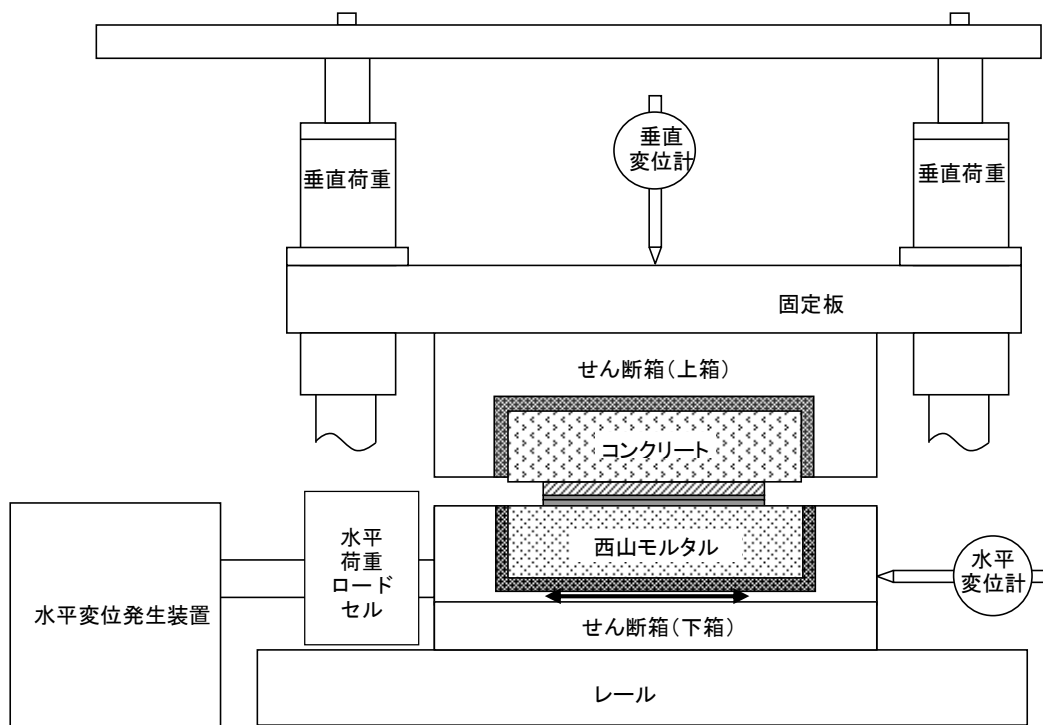 垂直
変位計
垂直荷重
垂直荷重
固定板
せん断箱(上箱)
コンクリート
水平
荷重
ロード
セル
西山モルタル
水平
変位計
水平変位発生装置
せん断箱(下箱)
レール